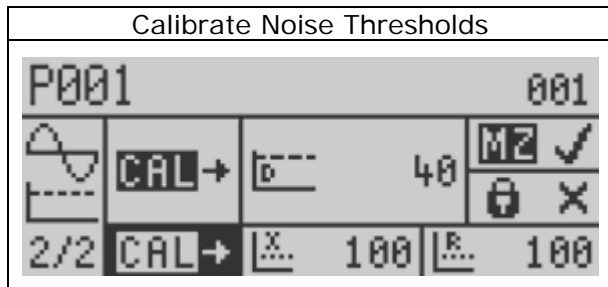 Calibrate Noise Thresholds
P001 001
CAL D 40 MZ
2/2 CAL X 100 R 100